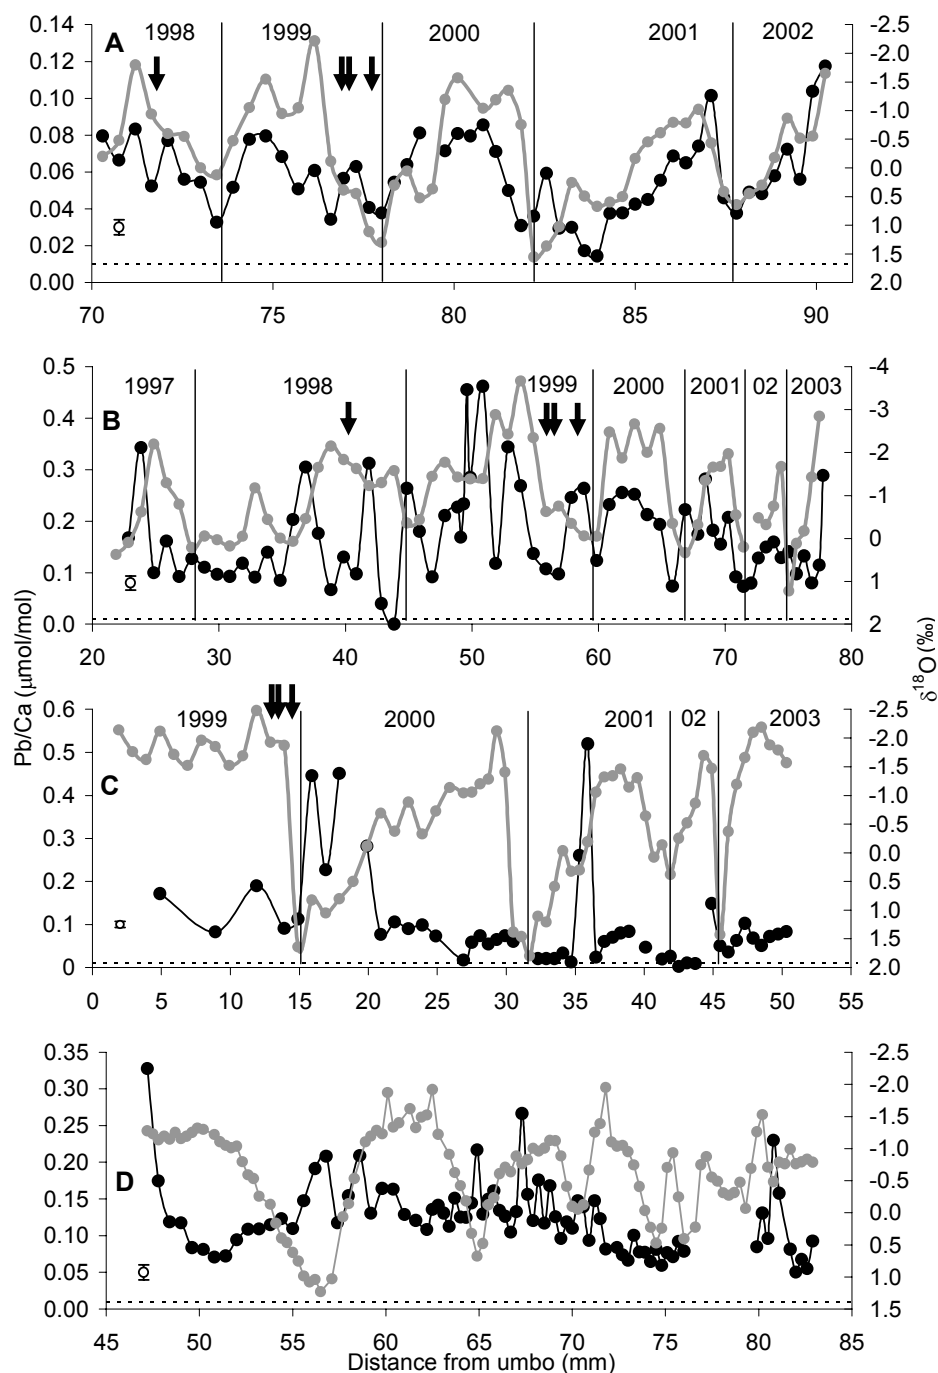 0.14 -2.5
A 1998 1999 2000 2001 2002
0.12 -2.0
-1.5
0.10 -1.0
0.08 -0.5
0.06 0.0
0.04 0.5
1.0
0.02 1.5
0.00 2.0
70 75 80 85 90
0.5 -4
B 1997 1998 1999 2000 2001 02 2003
0.4 -3
0.3 -2
-1
0.2 0
0.1 1
0.0 2
20 30 40 50 60 70 80
Pb/Ca (μmol/mol)
δ18O (‰)
0.6 -2.5
1999 2000 2001 02 2003
0.5 -2.0
C -1.5
0.4 -1.0
0.3 -0.5
0.0
0.2 0.5
0.1 1.0
1.5
0 2.0
0 5 10 15 20 25 30 35 40 45 50 55
0.35 -2.5
0.30 -2.0
0.25 -1.5
0.20 -1.0
D -0.5
0.15 0.0
0.10 0.5
0.05 1.0
0.00 1.5
45 50 55 60 65 70 75 80 85
Distance from umbo (mm)